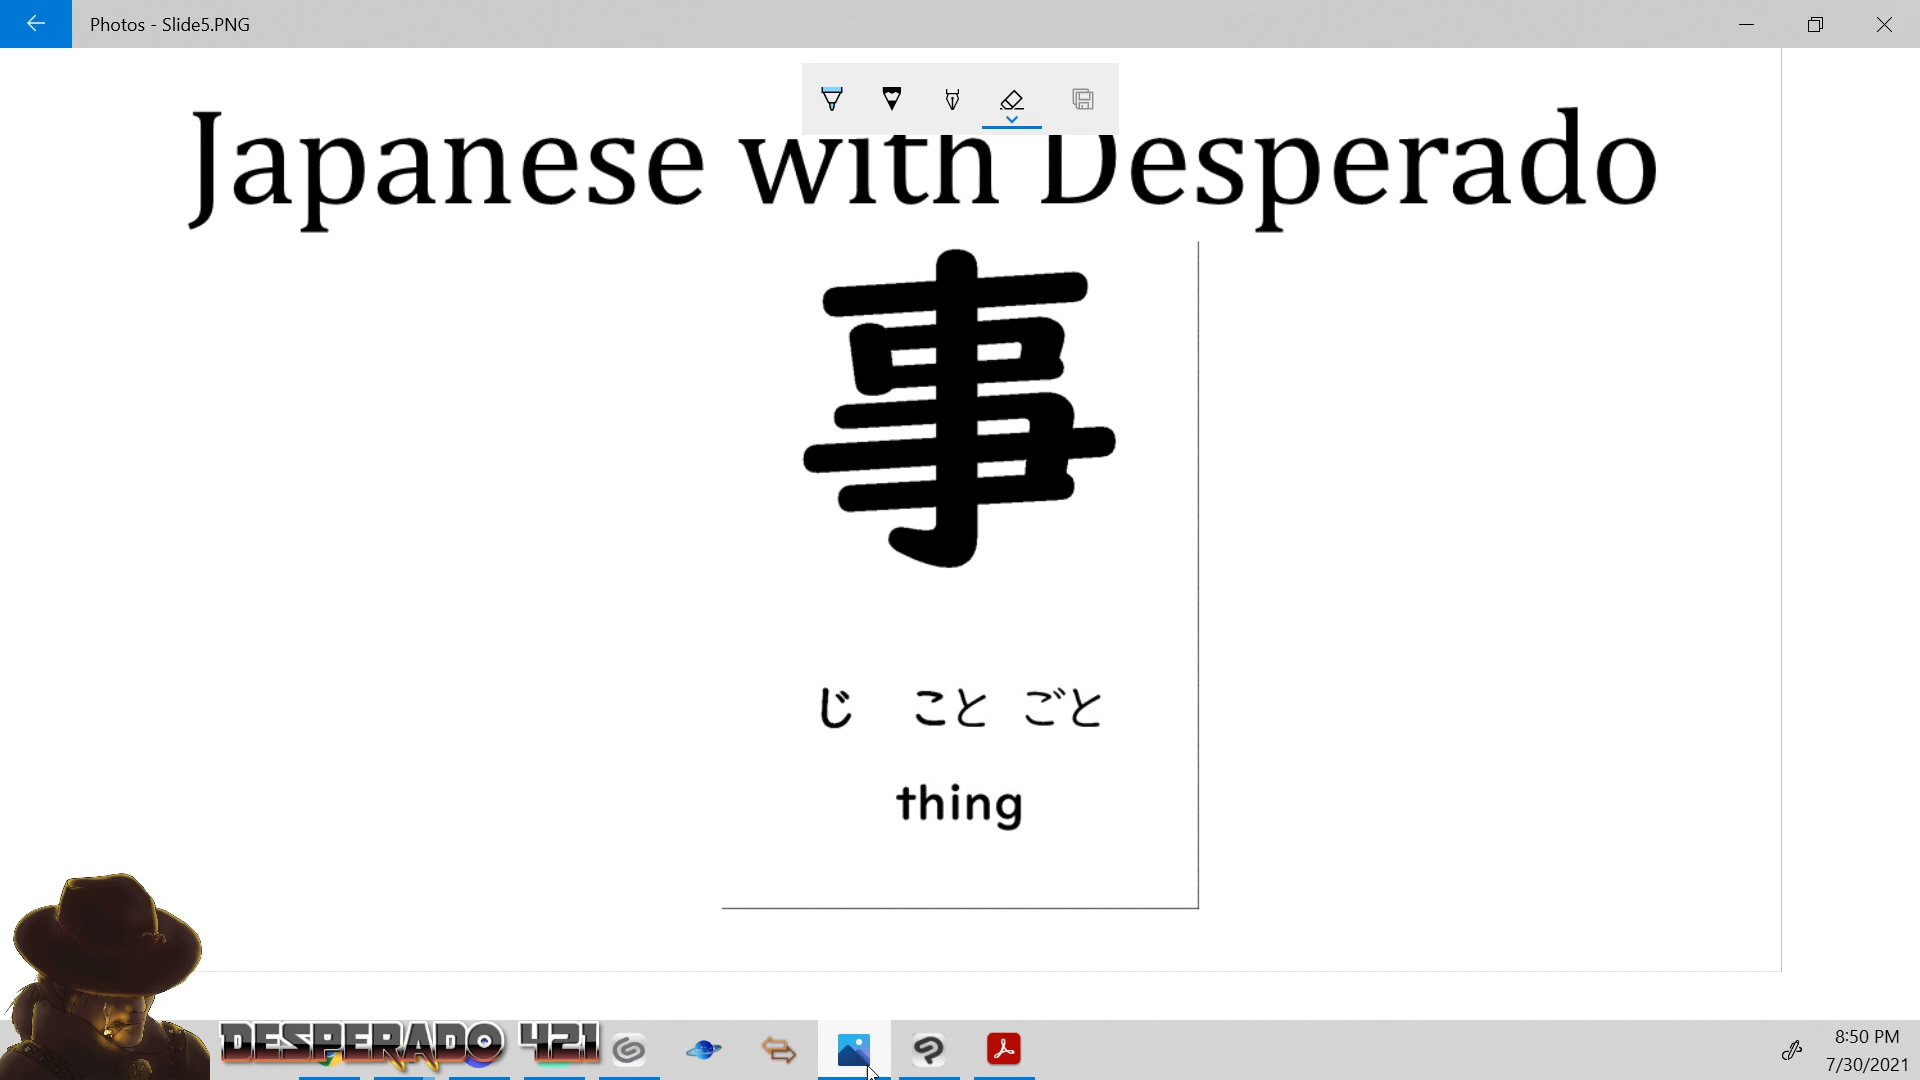 Photos - Slide5.PNG
Japanese with Desperado
事
じ こと ごと
thing
DESPERADO 421
8:50 PM
7/30/2021